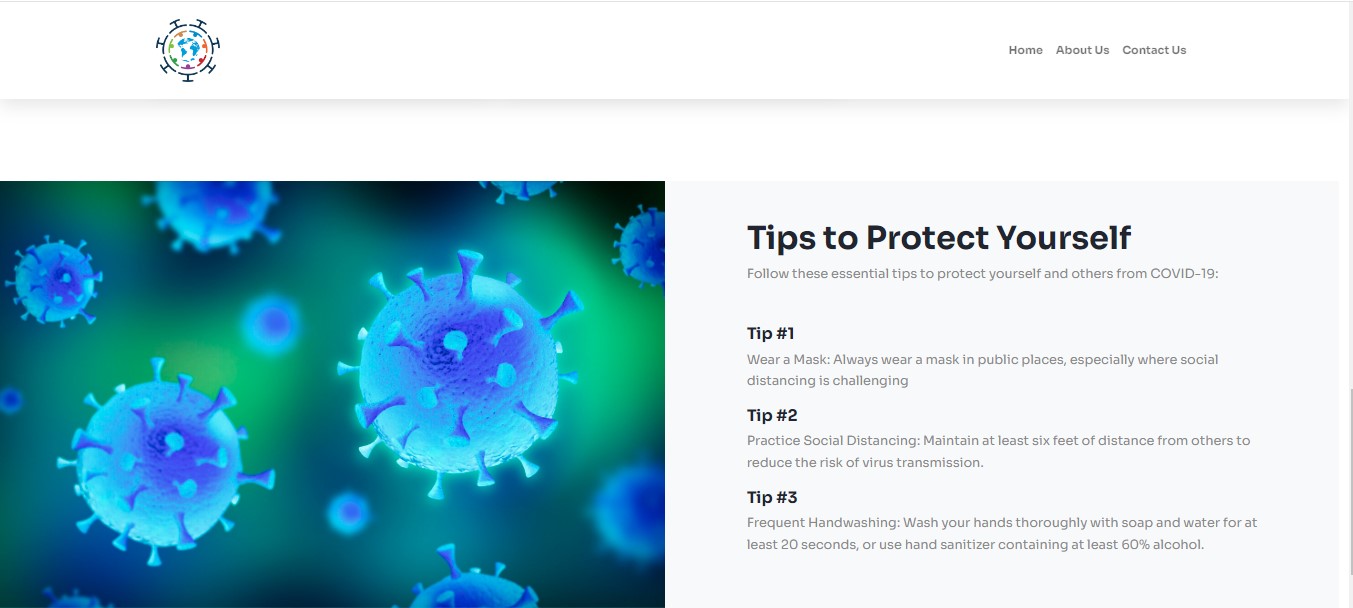 Home About Us Contact Us
Tips to Protect Yourself
Follow these essential tips to protect yourself and others from COVID-19:
Tip #1
Wear a Mask: Always wear a mask in public places, especially where social
distancing is challenging
Tip #2
Practice Social Distancing: Maintain at least six feet of distance from others to
reduce the risk of virus transmission.
Tip #3
Frequent Handwashing: Wash your hands thoroughly with soap and water for at
least 20 seconds, or use hand sanitizer containing at least 60% alcohol.